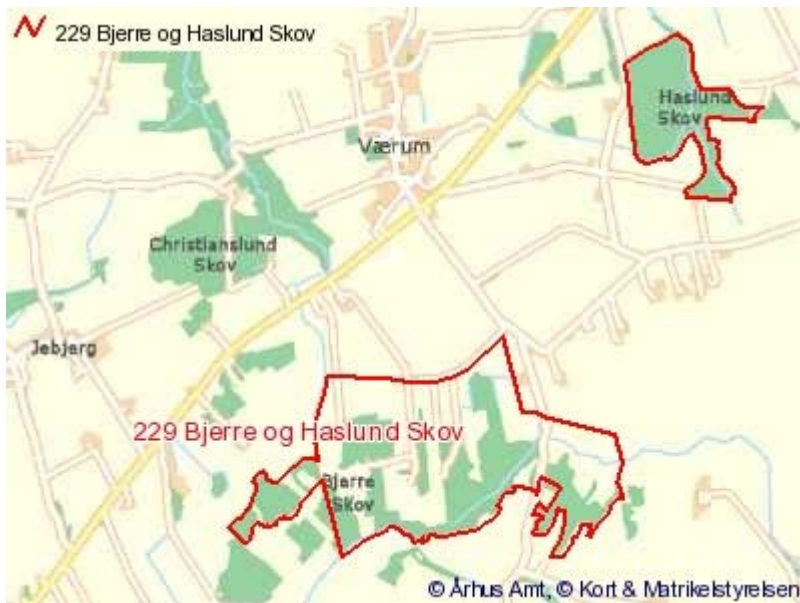 229 Bjerre og Haslund Skov
Haslund
Skov
Værum
Christianslund
Skov
Jebjerg
229 Bjerre og Haslund Skov
Bjerre
Skov
© Århus Amt, © Kort & Matrikelstyrelsen